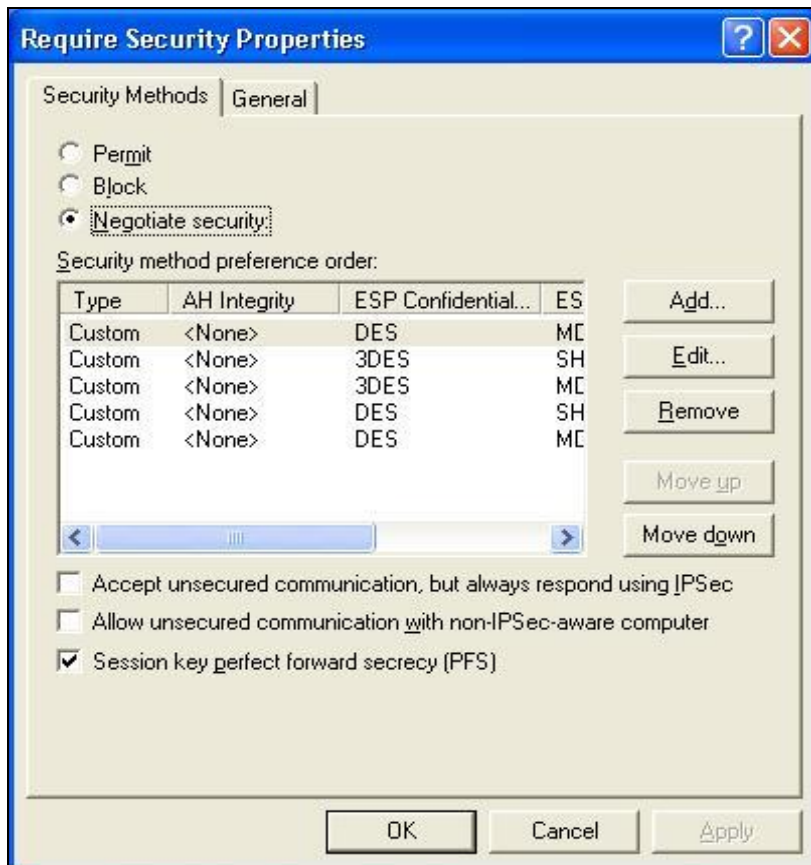 Require Security Properties
Security Methods General
Permit
Block
Negotiate security:
Security method preference order:
Type AH Integrity ESP Confidential... ES
Custom <None> DES MD
Custom <None> 3DES SH
Custom <None> 3DES MD
Custom <None> DES SH
Custom <None> DES MD
Add...
Edit...
Remove
Move up
Move down
Accept unsecured communication, but always respond using IPSec
Allow unsecured communication with non-IPSec-aware computer
Session key perfect forward secrecy (PFS)
OK Cancel Apply